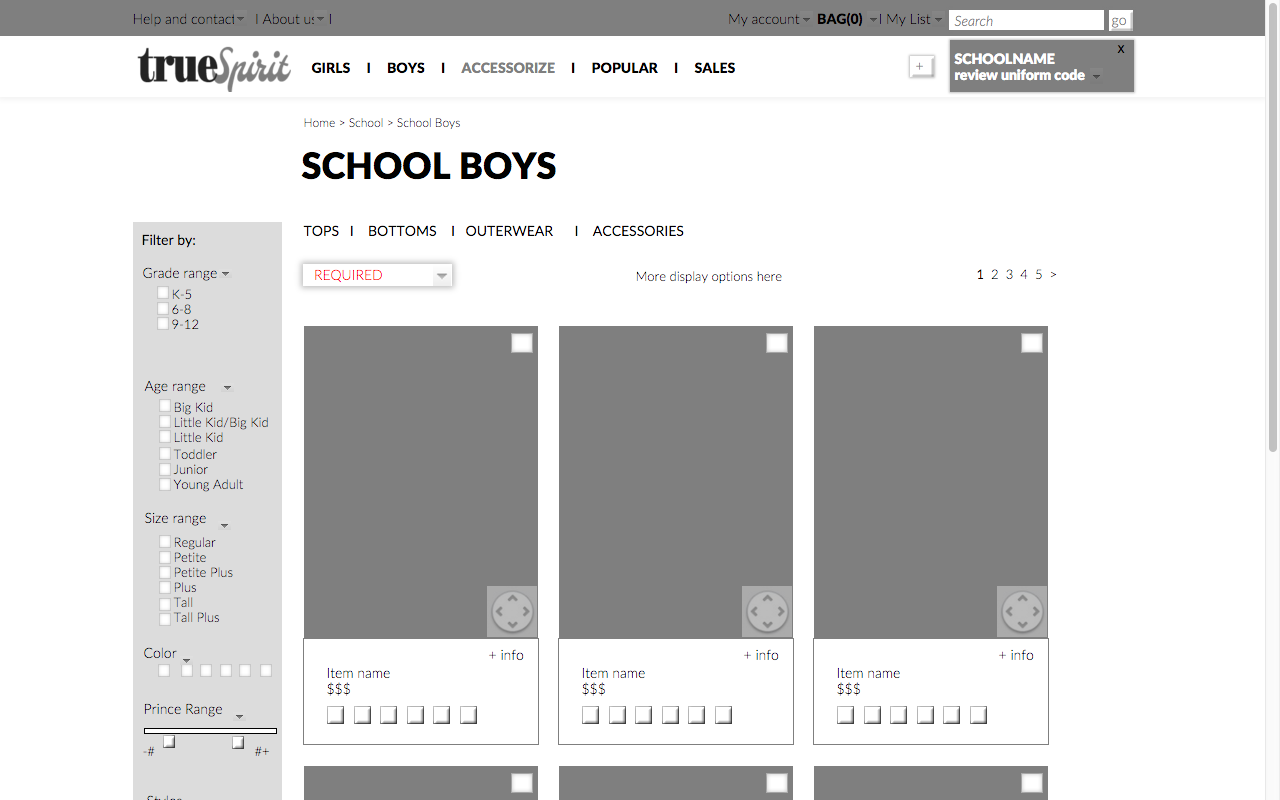 Help and contact I About us I
My account BAG(0) I My List Search go
trueSpirit GIRLS I BOYS I ACCESSORIZE I POPULAR I SALES
+
x
SCHOOLNAME
review uniform code
Home > School > School Boys
SCHOOL BOYS
TOPS I BOTTOMS I OUTERWEAR I ACCESSORIES
REQUIRED
More display options here
1 2 3 4 5 >
Filter by:
Grade range
K-5
6-8
9-12
Age range
Big Kid
Little Kid/Big Kid
Little Kid
Toddler
Junior
Young Adult
Size range
Regular
Petite
Petite Plus
Plus
Tall
Tall Plus
Color
Prince Range
-# #+
Styles
+ info
Item name
$$$
+ info
Item name
$$$
+ info
Item name
$$$